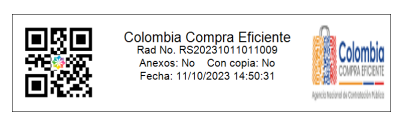 Colombia Compra Eficiente
Rad No. RS20231011011009
Anexos: No Con copia: No
Fecha: 11/10/2023 14:50:31
Colombia
COMPRA EFICIENTE
Agencia Nacional de Contratación Pública